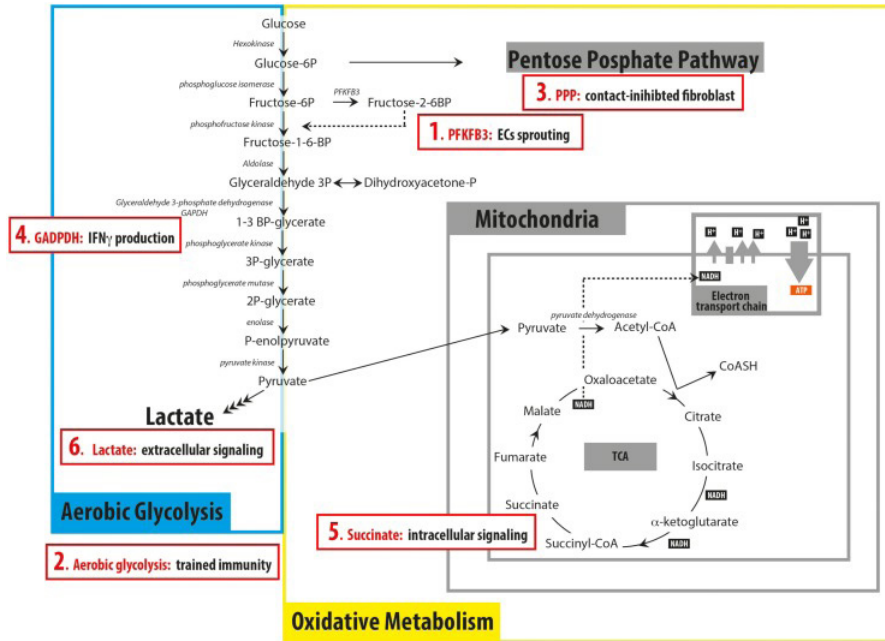 Glucose
Hexokinase
Glucose-6P
Pentose Posphate Pathway
phosphoglucose isomerase
3. PPP: contact-inihibted fibroblast
PFKFB3
Fructose-6P
Fructose-2-6BP
phosphofructose kinase
1. PFKFB3: ECs sprouting
Fructose-1-6-BP
Aldolase
Glyceraldehyde 3P
Dihydroxyacetone-P
Glyceraldehyde 3-phosphate dehydrogenase
GAPDH
1-3 BP-glycerate
4. GADPDH: IFNγ production
phosphoglycerate kinase
3P-glycerate
phosphoglycerate mutase
2P-glycerate
enolase
P-enolpyruvate
pyruvate kinase
Pyruvate
Lactate
6. Lactate: extracellular signaling
Aerobic Glycolysis
2. Aerobic glycolysis: trained immunity
Mitochondria
H+
H+
H+
H+
H+
H+
NADH
ATP
Electron
transport chain
pyruvate dehydrogenase
Pyruvate
Acetyl-CoA
CoASH
Oxaloacetate
NADH
Malate
Citrate
Fumarate
TCA
Isocitrate
NADH
Succinate
α-ketoglutarate
NADH
Succinyl-CoA
5. Succinate: intracellular signaling
Oxidative Metabolism